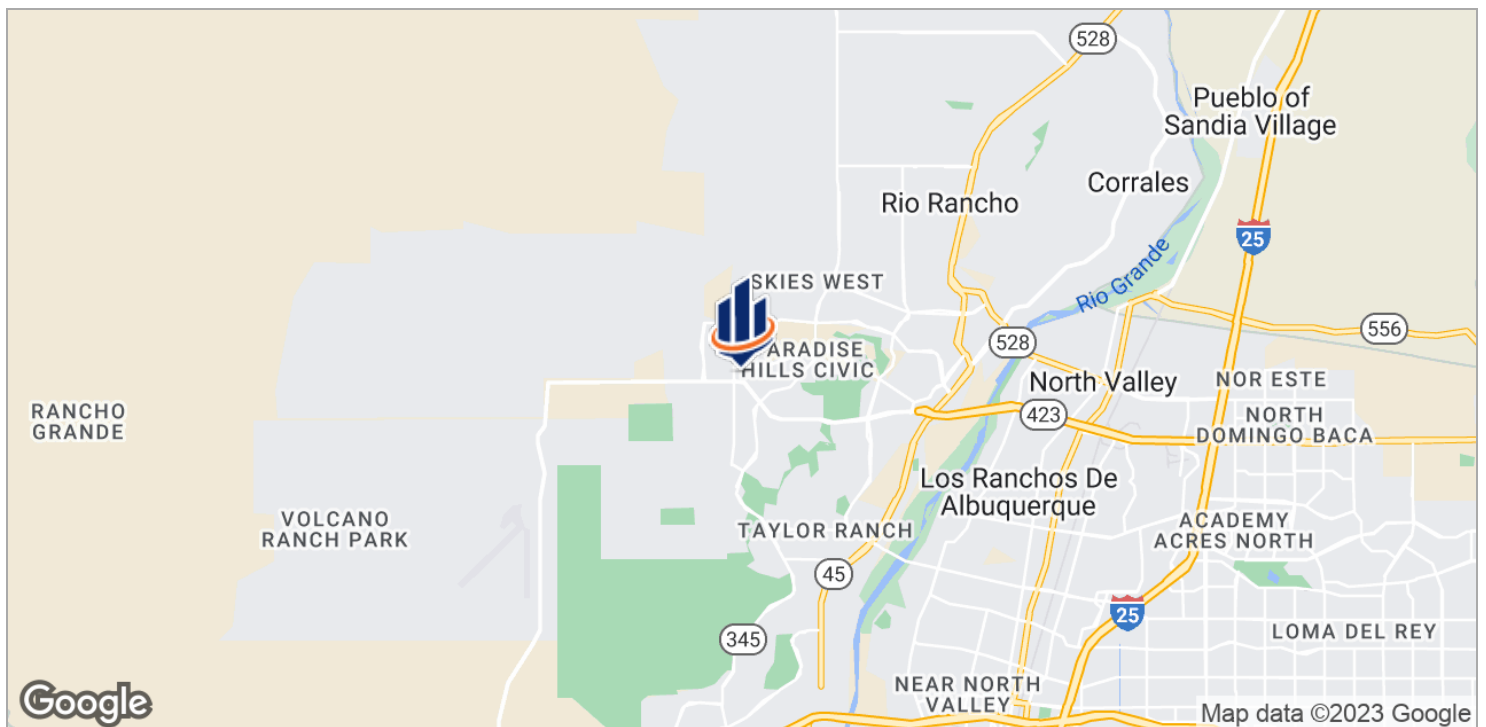 528
Pueblo of
Sandia Village
Corrales
Rio Rancho
25
Rio Grande
SKIES WEST
556
528
ARADISE
HILLS CIVIC
North Valley
NOR ESTE
RANCHO
GRANDE
423
NORTH
DOMINGO BACA
Los Ranchos De
Albuquerque
VOLCANO
RANCH PARK
TAYLOR RANCH
ACADEMY
ACRES NORTH
45
25
345
LOMA DEL REY
NEAR NORTH
VALLEY
Google
Map data ©2023 Google